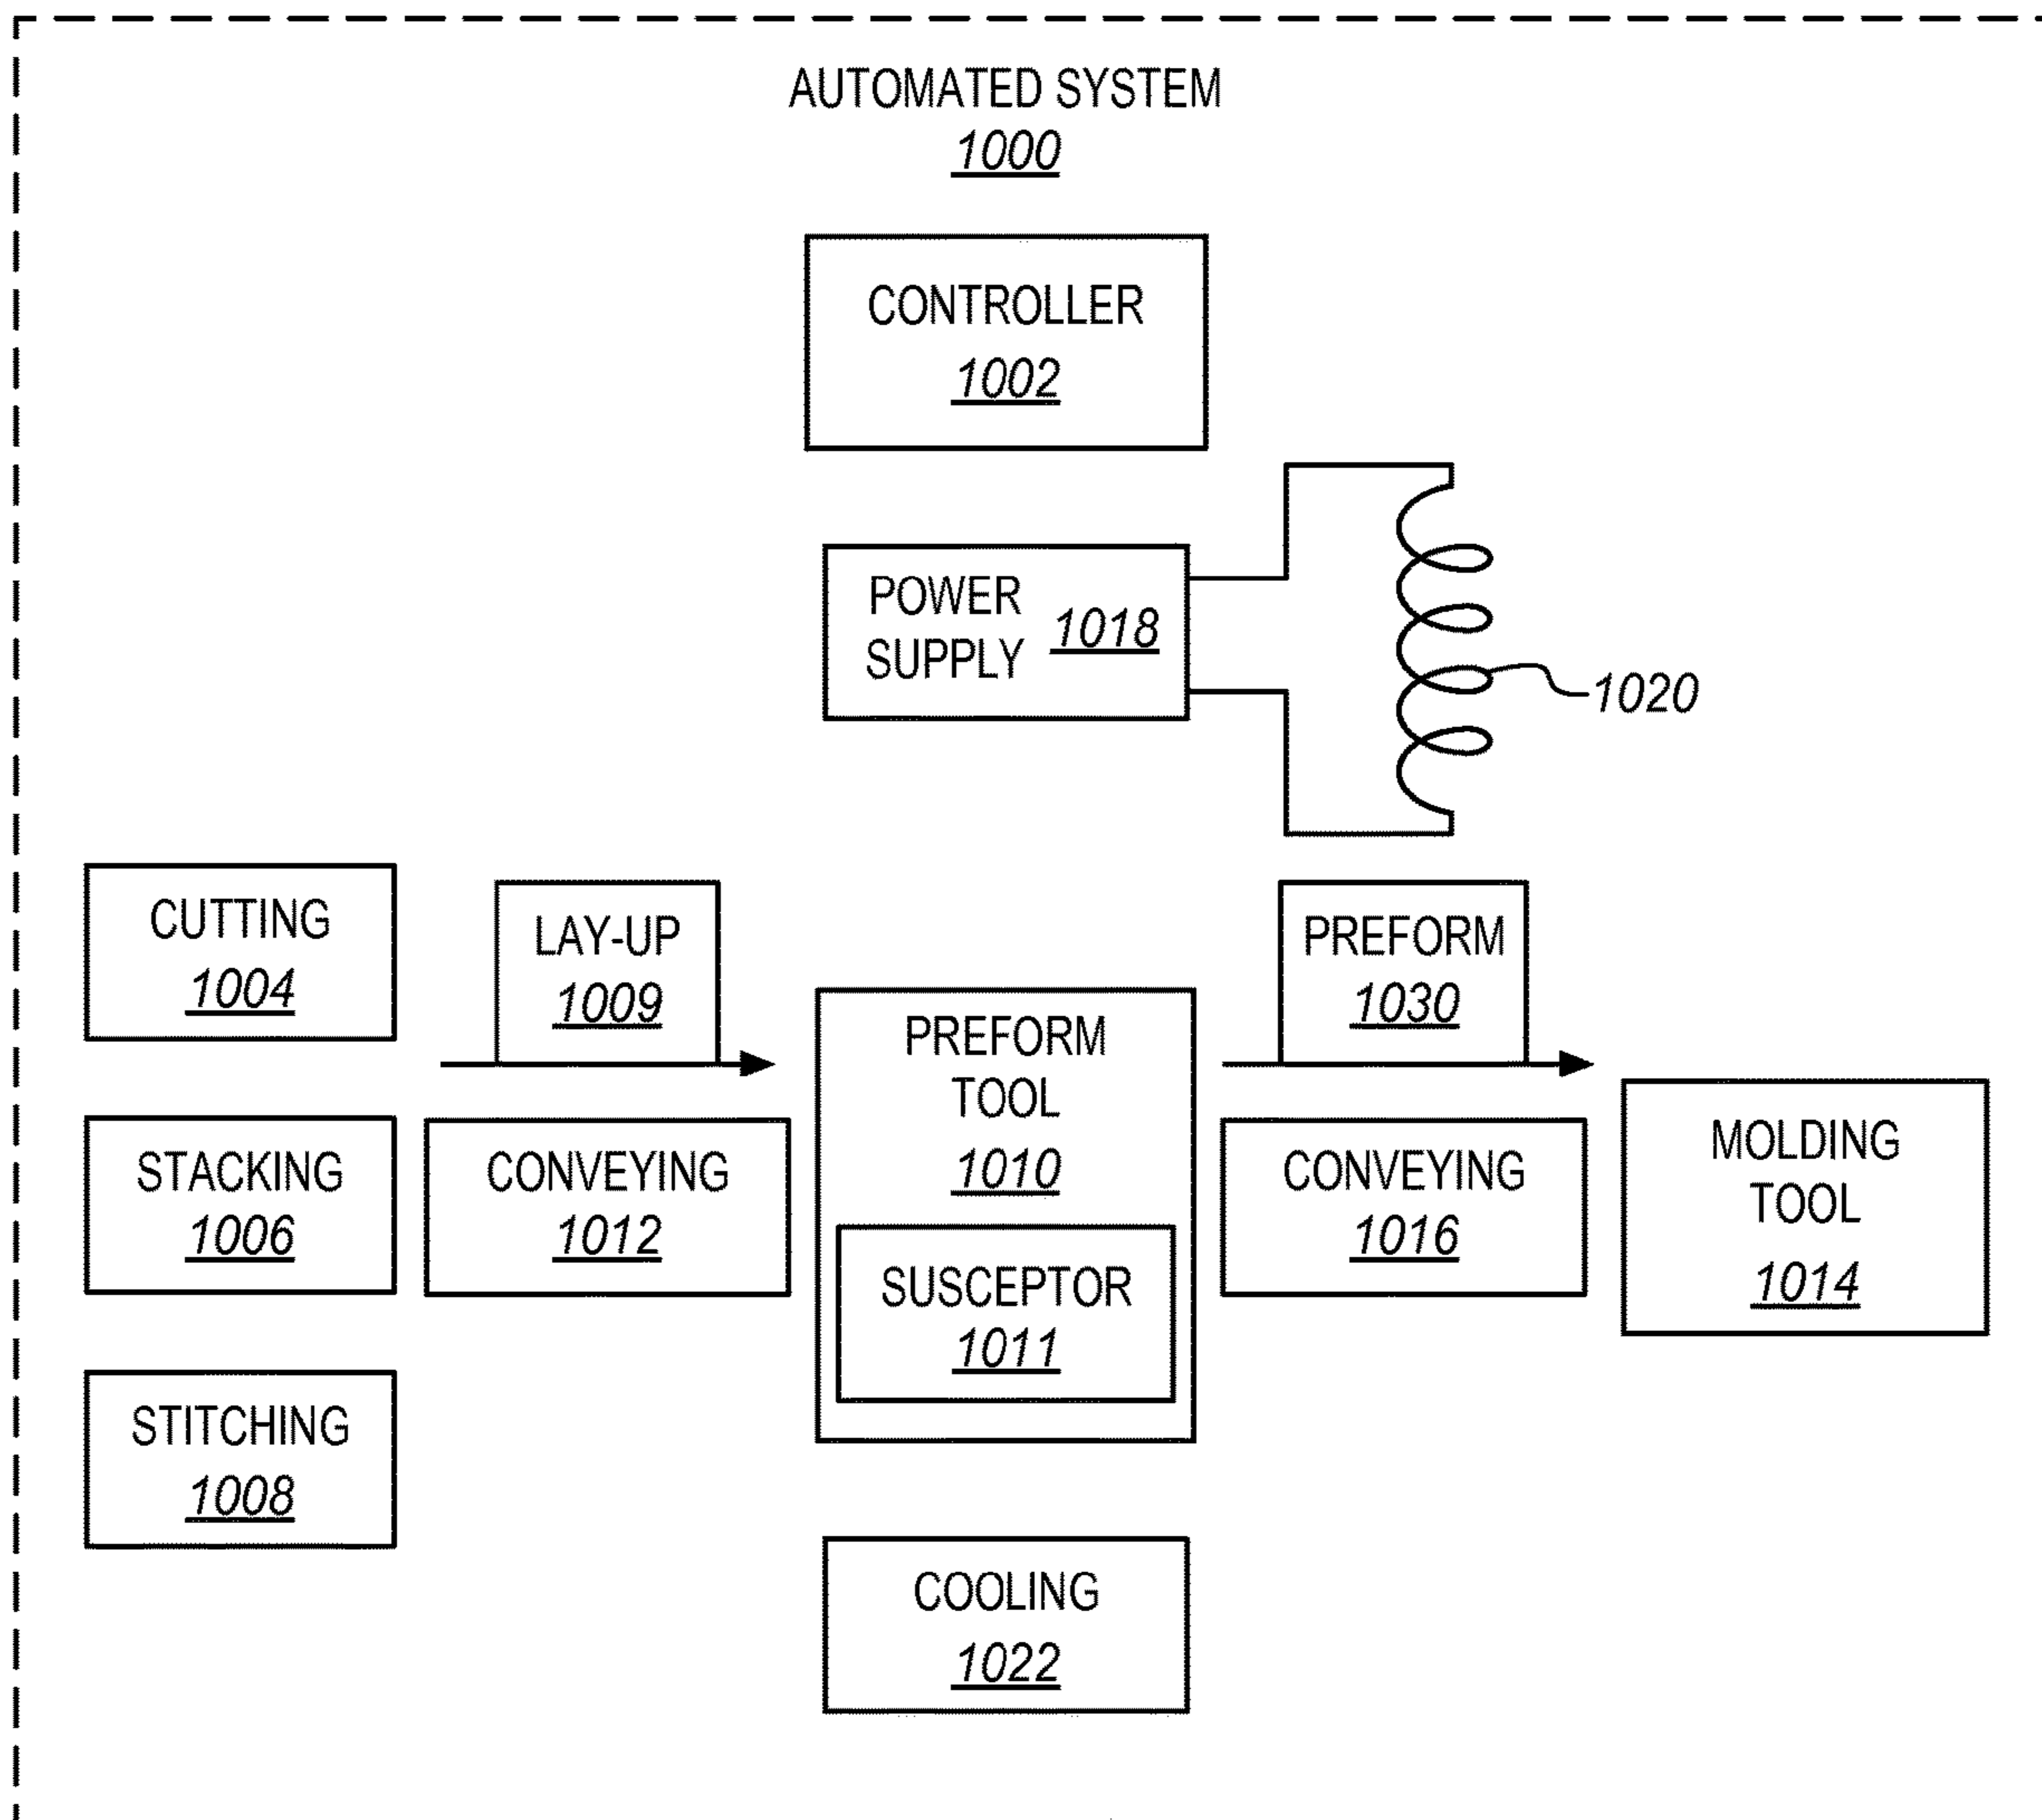 AUTOMATED SYSTEM
1000
CONTROLLER
1002
POWER
SUPPLY
1018
1020
CUTTING
1004
LAY-UP
1009
PREFORM
1030
PREFORM
TOOL
1010
STACKING
1006
CONVEYING
1012
CONVEYING
1016
MOLDING
TOOL
1014
SUSCEPTOR
1011
STITCHING
1008
COOLING
1022